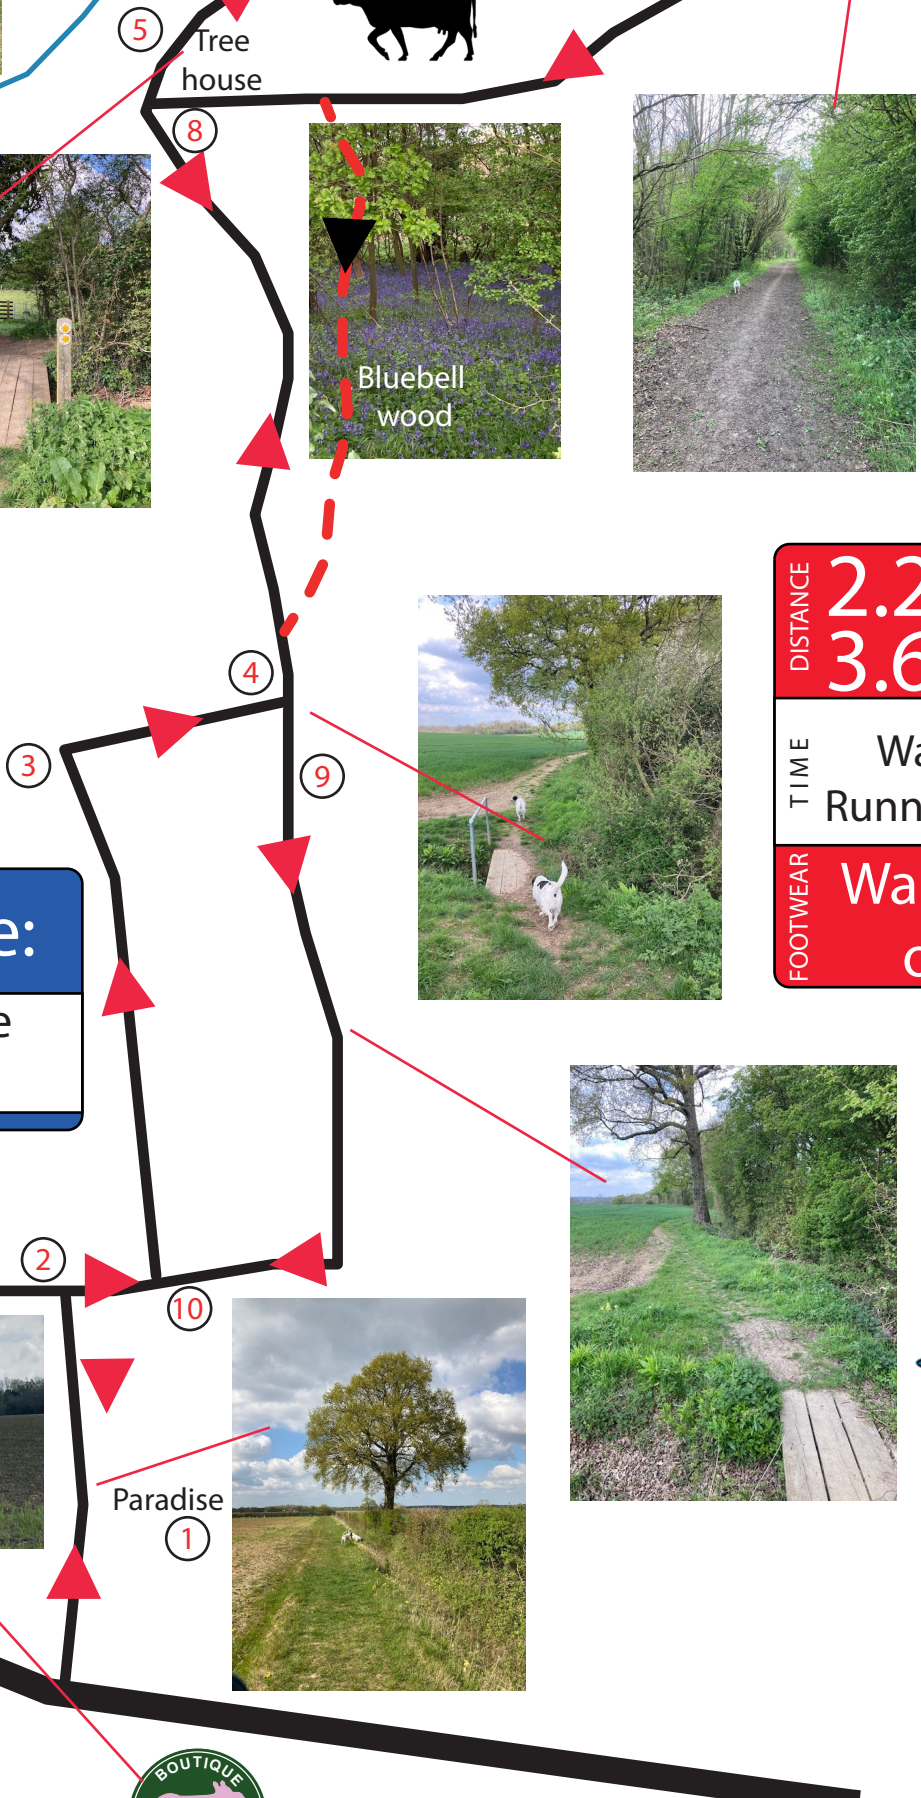 5
Tree
house
8
Bluebell
wood
4
3
9
DISTANCE
2.2
3.6
TIME
Wa
Runn
FOOTWEAR
Wa
o
e:
e
2
10
Paradise
1
BOUTIQUE